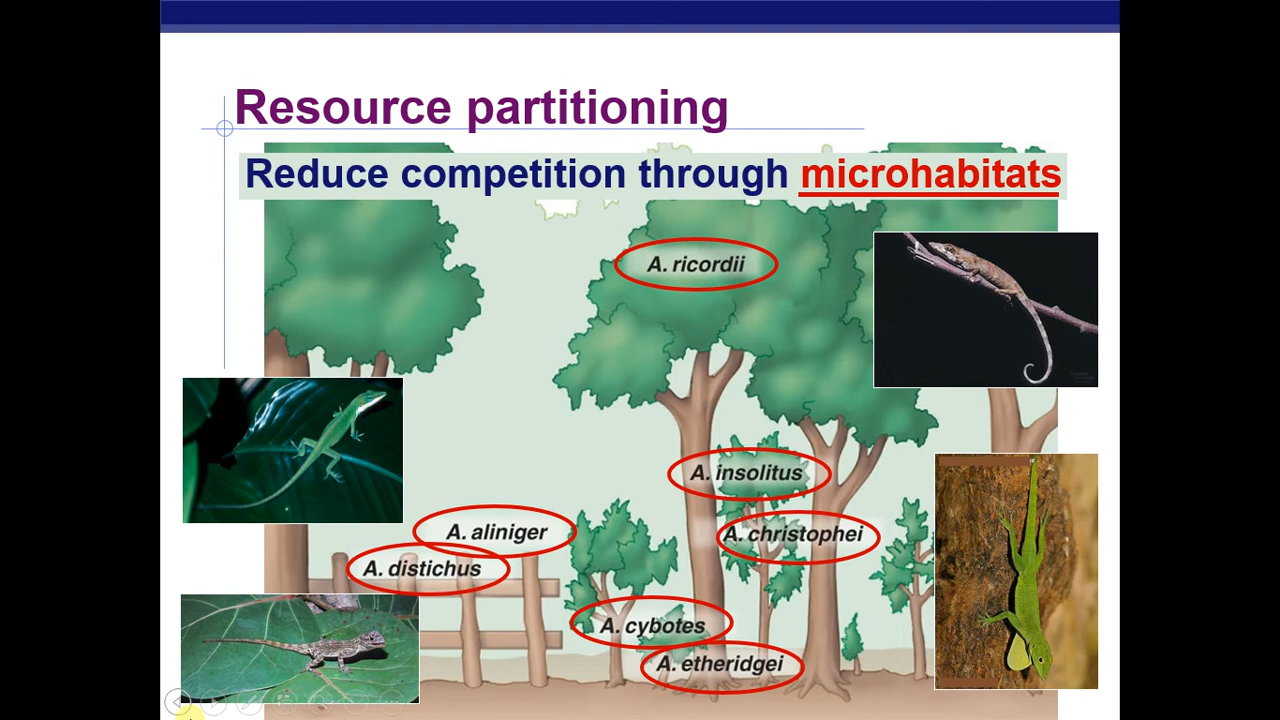 Resource partitioning
Reduce competition through microhabitats
A. ricordii
A. insolitus
A. aliniger
A. christophei
A. distichus
A. cybotes
A. etheridgei